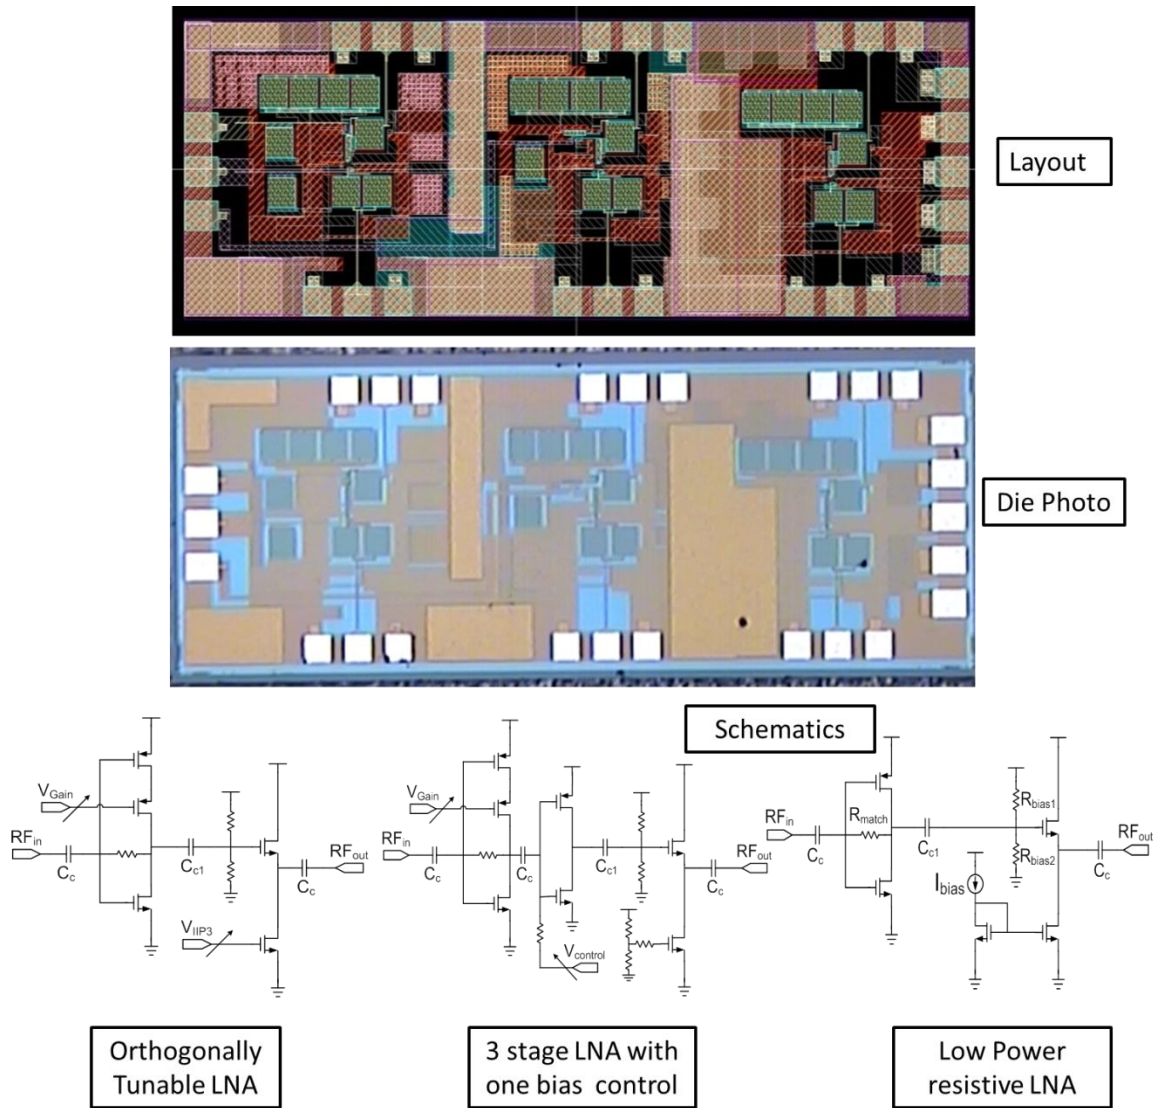 Layout
Die Photo
Schematics
V_Gain
RF_in
C_c
C_c1
RF_out
C_c
V_IIP3
V_Gain
RF_in
C_c
C_c
C_c1
RF_out
C_c
V_control
RF_in
R_match
C_c
C_c1
R_bias1
R_bias2
RF_out
C_c
I_bias
Orthogonally
Tunable LNA
3 stage LNA with
one bias control
Low Power
resistive LNA